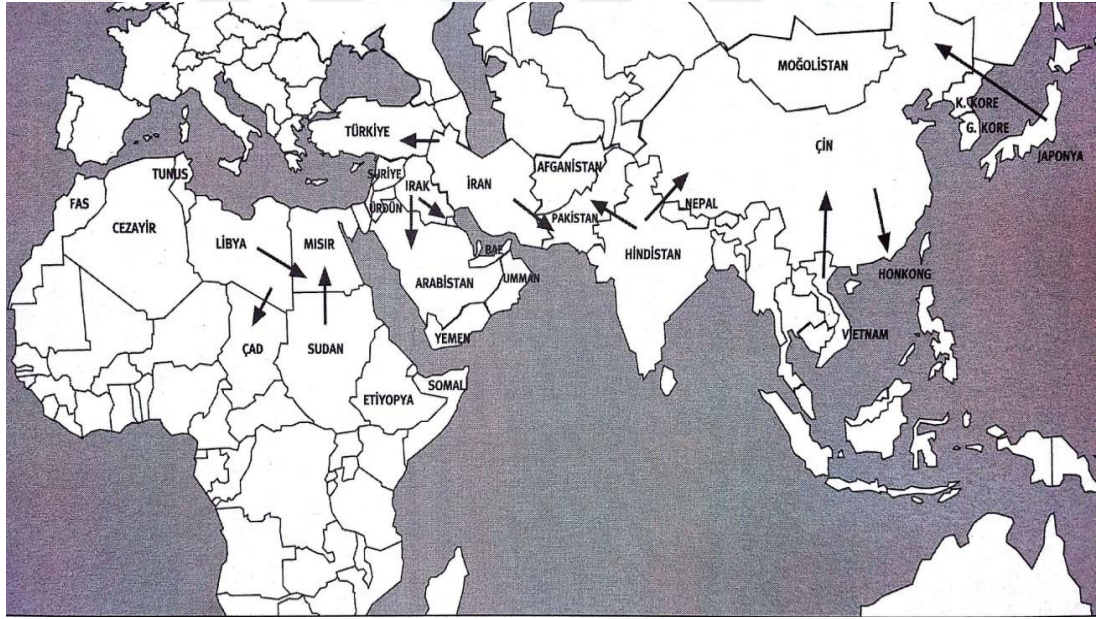 MOĞOLİSTAN
K. KORE
G. KORE
JAPONYA
ÇİN
TÜRKİYE
SURİYE
IRAK
ÜRDÜN
İRAN
AFGANİSTAN
PAKİSTAN
NEPAL
HİNDİSTAN
TUNUS
FAS
CEZAYİR
LİBYA
MISIR
BAE
UMMAN
ARABİSTAN
YEMEN
HONKONG
VİETNAM
ÇAD
SUDAN
SOMALİ
ETİYOPYA